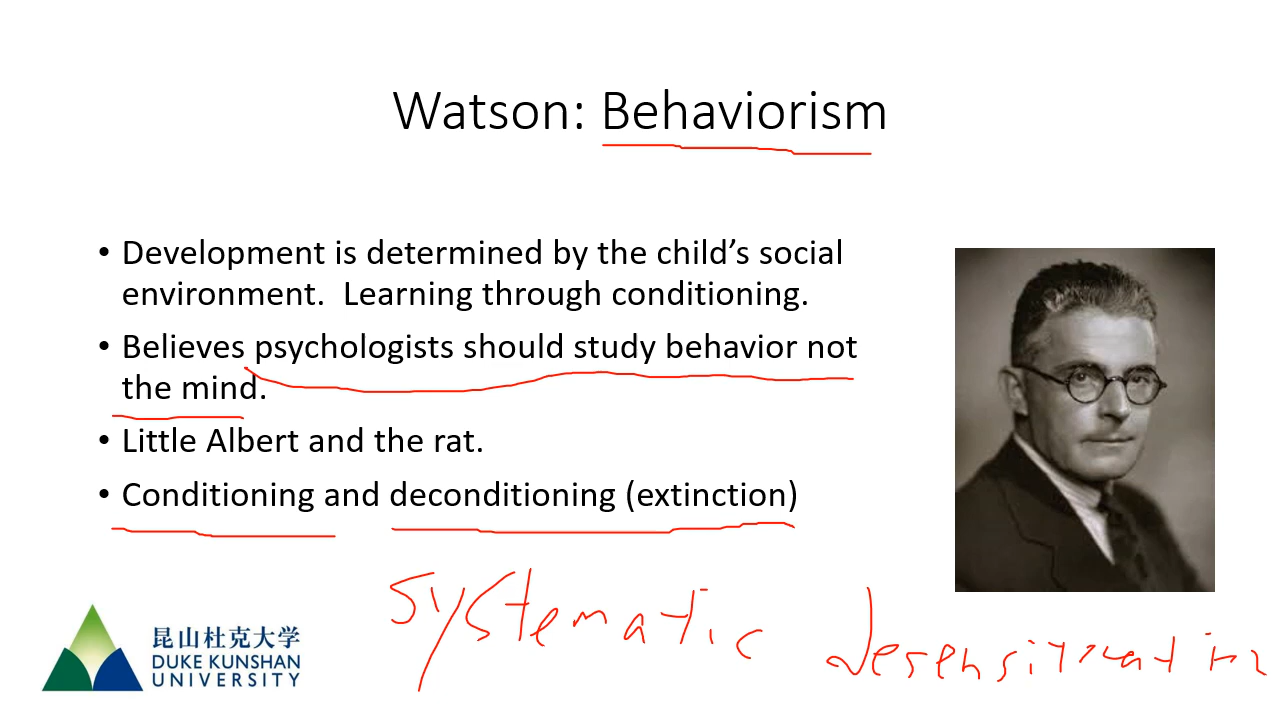 Watson: Behaviorism
• Development is determined by the child’s social
environment.  Learning through conditioning.
• Believes psychologists should study behavior not
the mind.
• Little Albert and the rat.
• Conditioning and deconditioning (extinction)
systematic desensitization
昆山杜克大学
DUKE KUNSHAN
UNIVERSITY